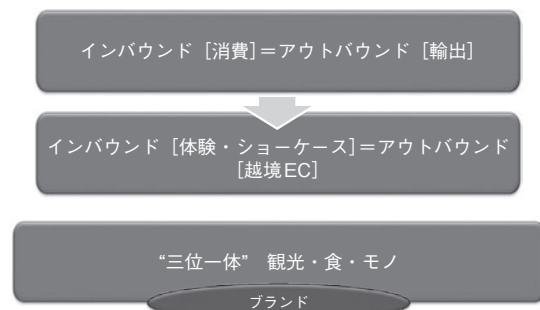 インバウンド［消費］＝アウトバウンド［輸出］
インバウンド［体験・ショーケース］＝アウトバウンド
［越境EC］
“三位一体”　観光・食・モノ
ブランド